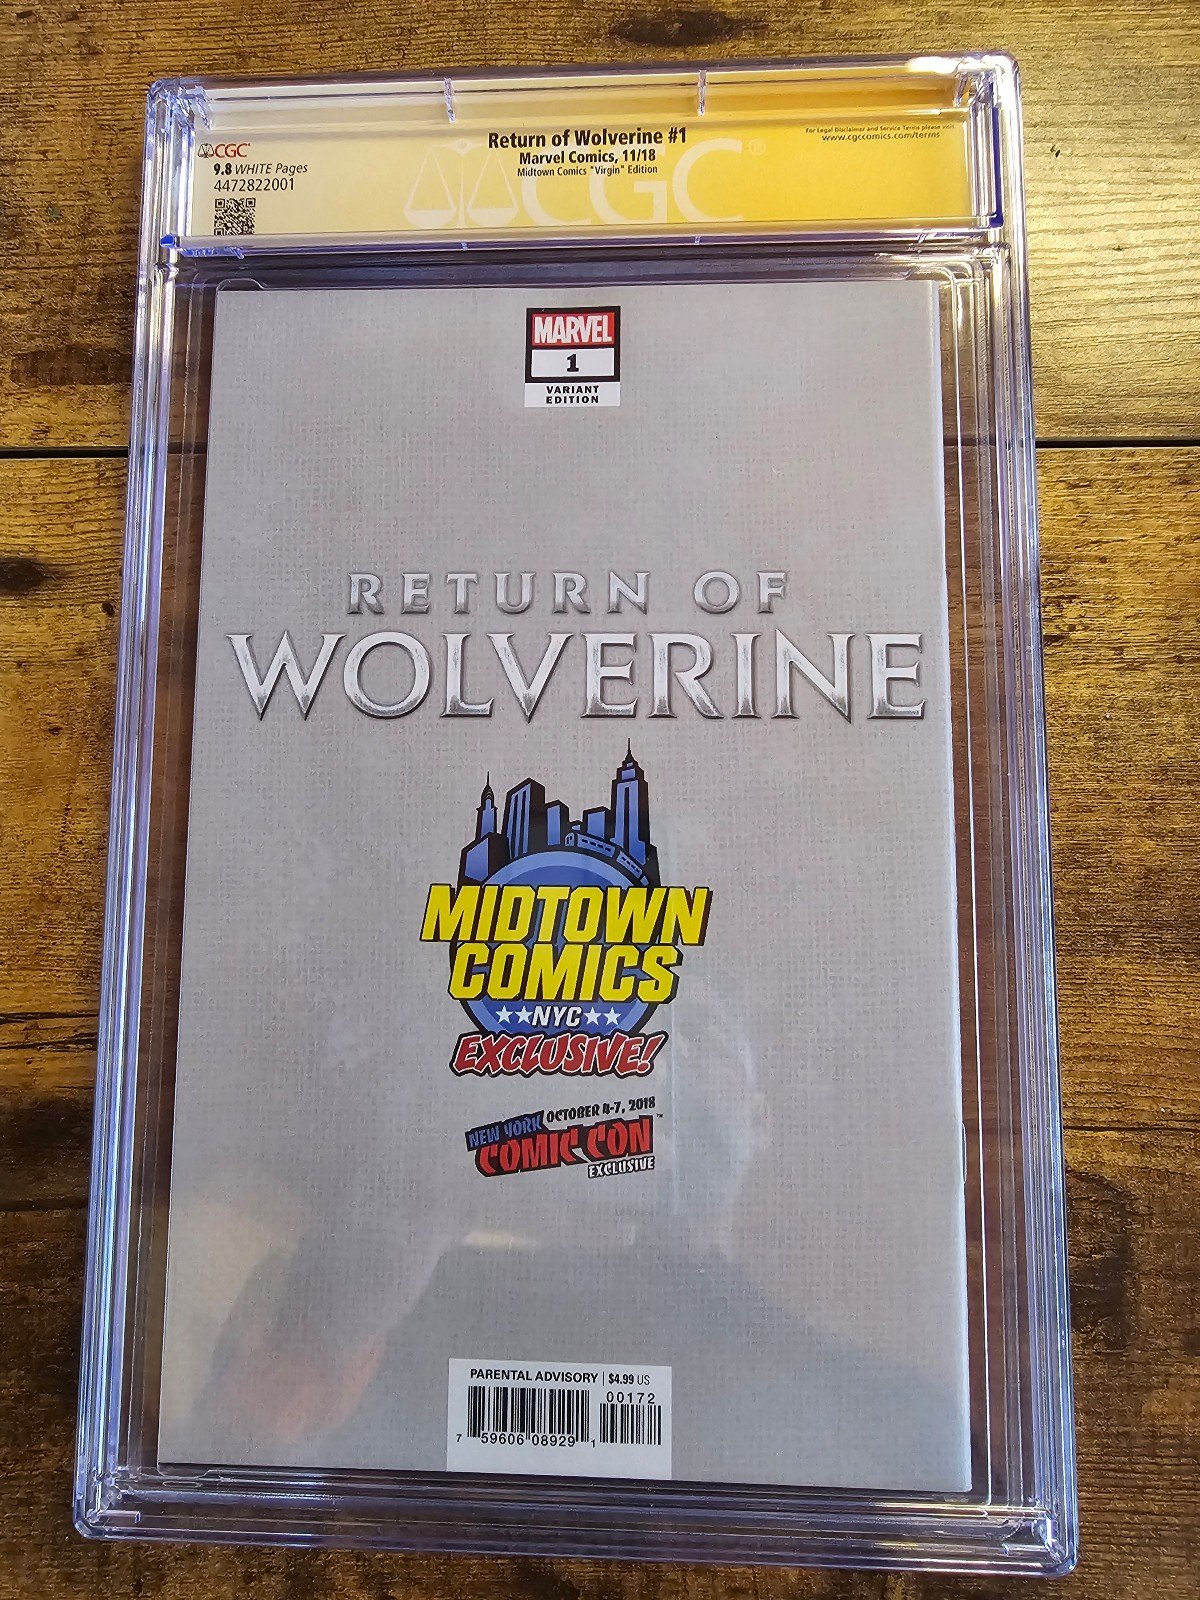 Return of Wolverine #1
Marvel Comics, 11/18
Midtown Comics "Virgin" Edition
CGC
9.8 WHITE Pages
4472822001
For Legal Disclaimer and Service Terms please visit
www.cgccomics.com/terms
CGC
MARVEL
1
VARIANT
EDITION
RETURN OF
WOLVERINE
MIDTOWN
COMICS
NYC
EXCLUSIVE!
OCTOBER 4-7, 2018
NEW YORK
COMIC CON™
EXCLUSIVE
PARENTAL ADVISORY | $4.99 US
00172
7 59606 08929 1